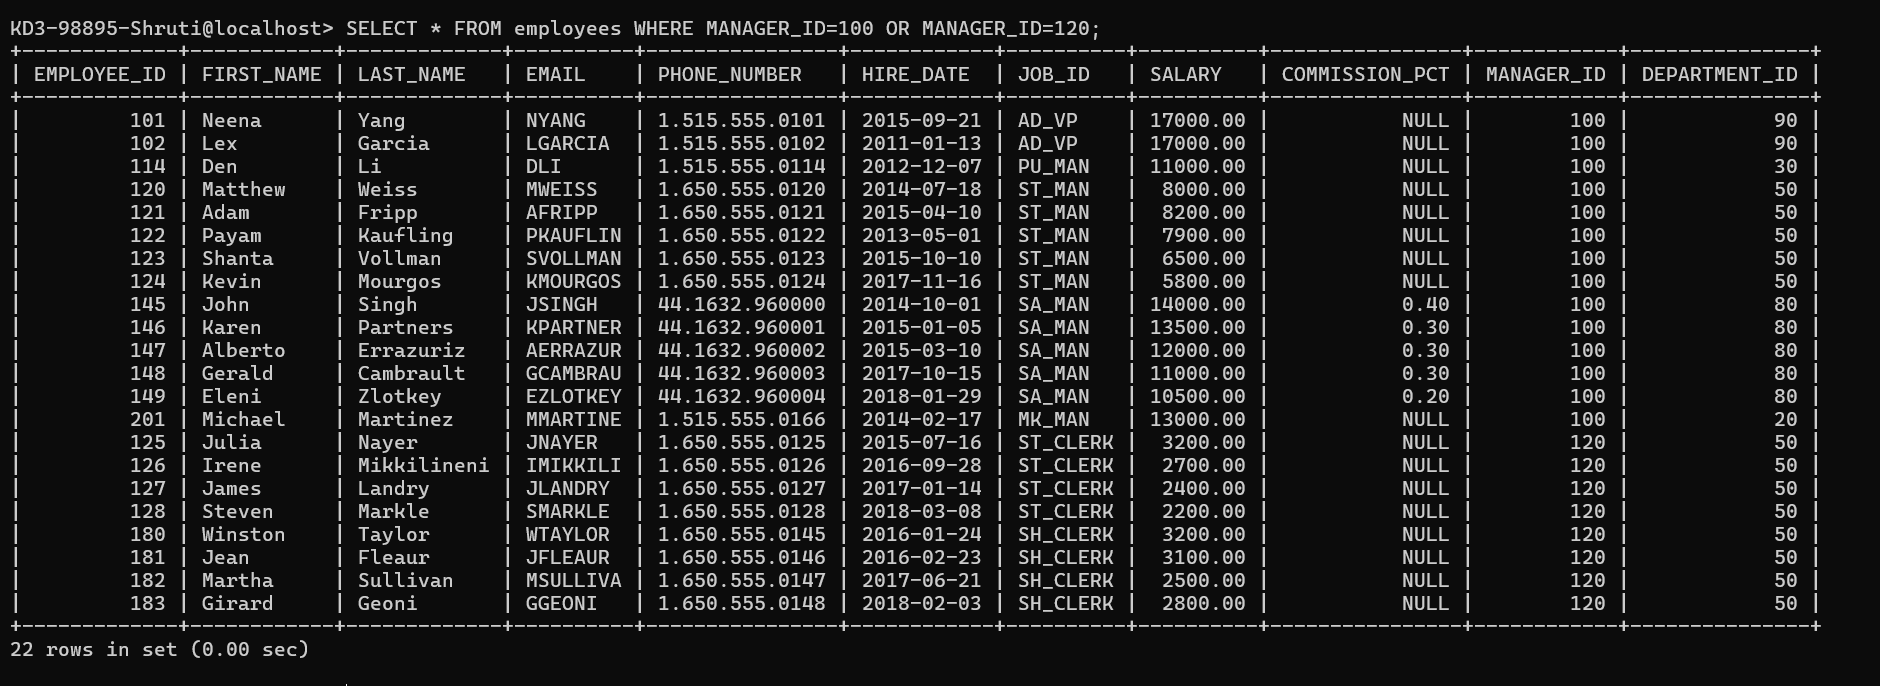 KD3-98895-Shruti@localhost> SELECT * FROM employees WHERE MANAGER_ID=100 OR MANAGER_ID=120;
+-------------+------------+-------------+----------+----------------+------------+----------+----------+----------------+------------+---------------+
| EMPLOYEE_ID | FIRST_NAME | LAST_NAME   | EMAIL    | PHONE_NUMBER   | HIRE_DATE  | JOB_ID   | SALARY   | COMMISSION_PCT | MANAGER_ID | DEPARTMENT_ID |
+-------------+------------+-------------+----------+----------------+------------+----------+----------+----------------+------------+---------------+
|         101 | Neena      | Yang        | NYANG    | 1.515.555.0101 | 2015-09-21 | AD_VP    | 17000.00 |           NULL |        100 |            90 |
|         102 | Lex        | Garcia      | LGARCIA  | 1.515.555.0102 | 2011-01-13 | AD_VP    | 17000.00 |           NULL |        100 |            90 |
|         114 | Den        | Li          | DLI      | 1.515.555.0114 | 2012-12-07 | PU_MAN   | 11000.00 |           NULL |        100 |            30 |
|         120 | Matthew    | Weiss       | MWEISS   | 1.650.555.0120 | 2014-07-18 | ST_MAN   |  8000.00 |           NULL |        100 |            50 |
|         121 | Adam       | Fripp       | AFRIPP   | 1.650.555.0121 | 2015-04-10 | ST_MAN   |  8200.00 |           NULL |        100 |            50 |
|         122 | Payam      | Kaufling    | PKAUFLIN | 1.650.555.0122 | 2013-05-01 | ST_MAN   |  7900.00 |           NULL |        100 |            50 |
|         123 | Shanta     | Vollman     | SVOLLMAN | 1.650.555.0123 | 2015-10-10 | ST_MAN   |  6500.00 |           NULL |        100 |            50 |
|         124 | Kevin      | Mourgos     | KMOURGOS | 1.650.555.0124 | 2017-11-16 | ST_MAN   |  5800.00 |           NULL |        100 |            50 |
|         145 | John       | Singh       | JSINGH   | 44.1632.960000 | 2014-10-01 | SA_MAN   | 14000.00 |           0.40 |        100 |            80 |
|         146 | Karen      | Partners    | KPARTNER | 44.1632.960001 | 2015-01-05 | SA_MAN   | 13500.00 |           0.30 |        100 |            80 |
|         147 | Alberto    | Errazuriz   | AERRAZUR | 44.1632.960002 | 2015-03-10 | SA_MAN   | 12000.00 |           0.30 |        100 |            80 |
|         148 | Gerald     | Cambrault   | GCAMBRAU | 44.1632.960003 | 2017-10-15 | SA_MAN   | 11000.00 |           0.30 |        100 |            80 |
|         149 | Eleni      | Zlotkey     | EZLOTKEY | 44.1632.960004 | 2018-01-29 | SA_MAN   | 10500.00 |           0.20 |        100 |            80 |
|         201 | Michael    | Martinez    | MMARTINE | 1.515.555.0166 | 2014-02-17 | MK_MAN   | 13000.00 |           NULL |        100 |            20 |
|         125 | Julia      | Nayer       | JNAYER   | 1.650.555.0125 | 2015-07-16 | ST_CLERK |  3200.00 |           NULL |        120 |            50 |
|         126 | Irene      | Mikkilineni | IMIKKILI | 1.650.555.0126 | 2016-09-28 | ST_CLERK |  2700.00 |           NULL |        120 |            50 |
|         127 | James      | Landry      | JLANDRY  | 1.650.555.0127 | 2017-01-14 | ST_CLERK |  2400.00 |           NULL |        120 |            50 |
|         128 | Steven     | Markle      | SMARKLE  | 1.650.555.0128 | 2018-03-08 | ST_CLERK |  2200.00 |           NULL |        120 |            50 |
|         180 | Winston    | Taylor      | WTAYLOR  | 1.650.555.0145 | 2016-01-24 | SH_CLERK |  3200.00 |           NULL |        120 |            50 |
|         181 | Jean       | Fleaur      | JFLEAUR  | 1.650.555.0146 | 2016-02-23 | SH_CLERK |  3100.00 |           NULL |        120 |            50 |
|         182 | Martha     | Sullivan    | MSULLIVA | 1.650.555.0147 | 2017-06-21 | SH_CLERK |  2500.00 |           NULL |        120 |            50 |
|         183 | Girard     | Geoni       | GGEONI   | 1.650.555.0148 | 2018-02-03 | SH_CLERK |  2800.00 |           NULL |        120 |            50 |
+-------------+------------+-------------+----------+----------------+------------+----------+----------+----------------+------------+---------------+
22 rows in set (0.00 sec)